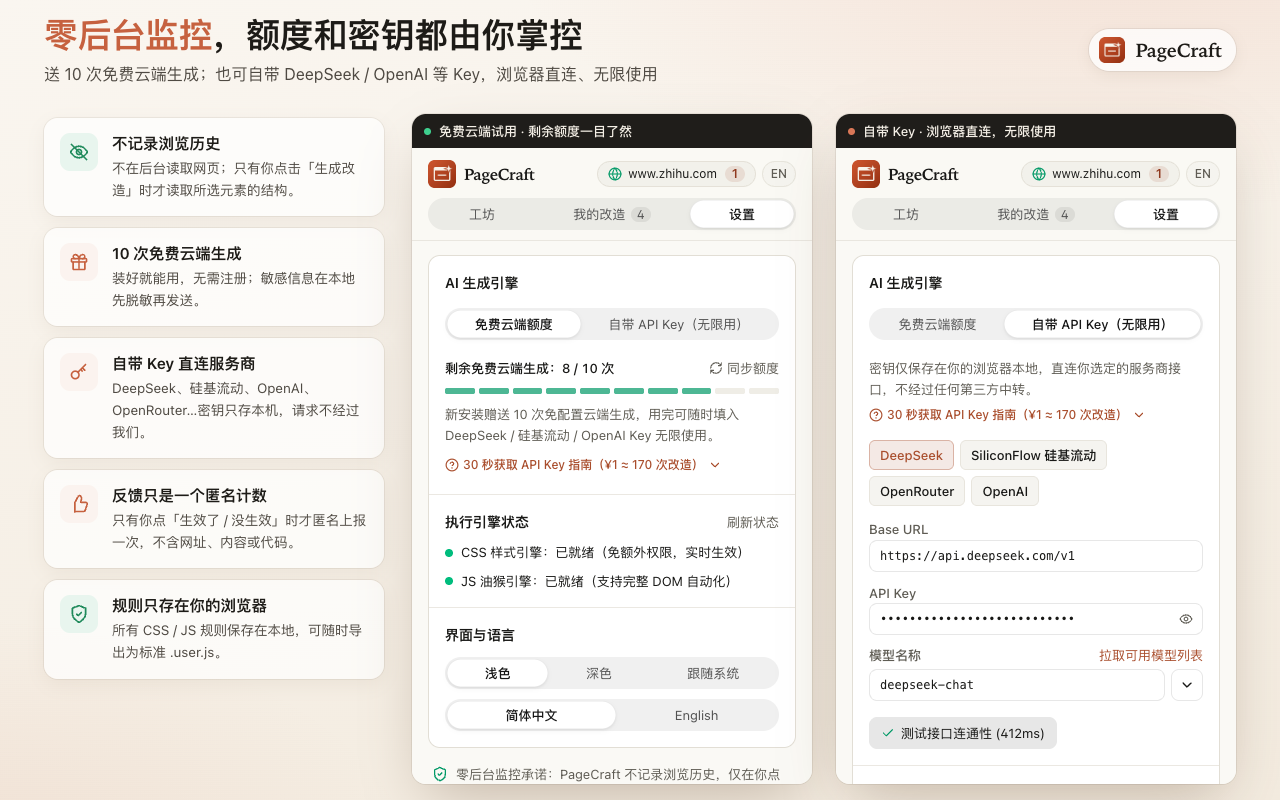 零后台监控，额度和密钥都由你掌控
送 10 次免费云端生成；也可自带 DeepSeek / OpenAI 等 Key，浏览器直连、无限使用
PageCraft
不记录浏览历史
不在后台读取网页；只有你点击「生成改
造」时才读取所选元素的结构。
10 次免费云端生成
装好就能用，无需注册；敏感信息在本地
先脱敏再发送。
自带 Key 直连服务商
DeepSeek、硅基流动、OpenAI、
OpenRouter…密钥只存本机，请求不经过
我们。
反馈只是一个匿名计数
只有你点「生效了 / 没生效」时才匿名上报
一次，不含网址、内容或代码。
规则只存在你的浏览器
所有 CSS / JS 规则保存在本地，可随时导
出为标准 .user.js。
免费云端试用 · 剩余额度一目了然
PageCraft
www.zhihu.com 1
EN
工坊
我的改造 4
设置
AI 生成引擎
免费云端额度
自带 API Key（无限用）
剩余免费云端生成：8 / 10 次
同步额度
新安装赠送 10 次免配置云端生成，用完可随时填入
DeepSeek / 硅基流动 / OpenAI Key 无限使用。
30 秒获取 API Key 指南（¥1 ≈ 170 次改造）
执行引擎状态
刷新状态
CSS 样式引擎：已就绪（免额外权限，实时生效）
JS 油猴引擎：已就绪（支持完整 DOM 自动化）
界面与语言
浅色
深色
跟随系统
简体中文
English
零后台监控承诺：PageCraft 不记录浏览历史，仅在你点
自带 Key · 浏览器直连，无限使用
PageCraft
www.zhihu.com 1
EN
工坊
我的改造 4
设置
AI 生成引擎
免费云端额度
自带 API Key（无限用）
密钥仅保存在你的浏览器本地，直连你选定的服务商接
口，不经过任何第三方中转。
30 秒获取 API Key 指南（¥1 ≈ 170 次改造）
DeepSeek
SiliconFlow 硅基流动
OpenRouter
OpenAI
Base URL
https://api.deepseek.com/v1
API Key
模型名称
拉取可用模型列表
deepseek-chat
测试接口连通性 (412ms)